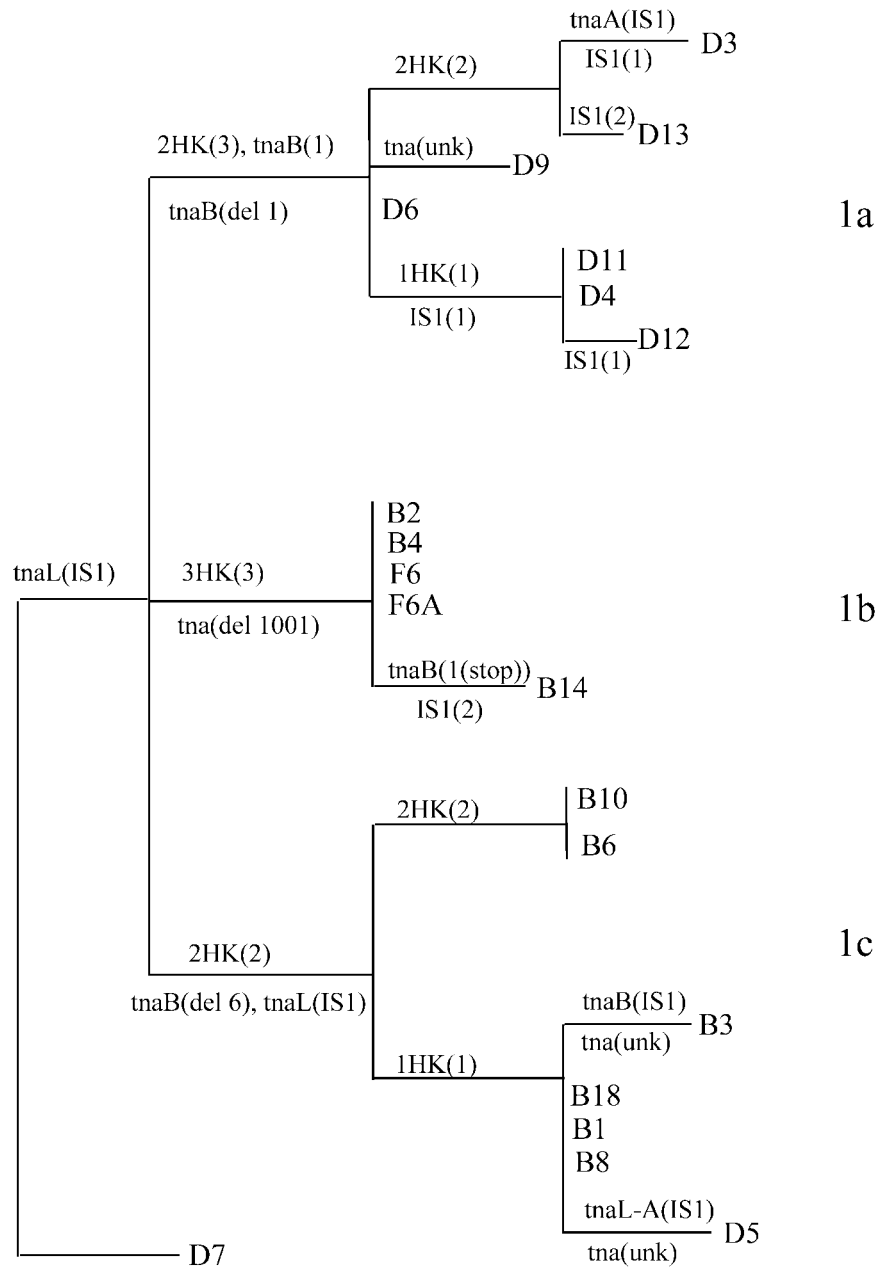 tnaA(IS1)
D3
IS1(1)
2HK(2)
IS1(2)
D13
2HK(3), tnaB(1)
tna(unk)
D9
tnaB(del 1)
D6
1a
D11
1HK(1)
D4
IS1(1)
D12
IS1(1)
B2
B4
tnaL(IS1)
3HK(3)
F6
F6A
1b
tna(del 1001)
tnaB(1(stop))
B14
IS1(2)
B10
2HK(2)
B6
1c
2HK(2)
tnaB(del 6), tnaL(IS1)
tnaB(IS1)
B3
tna(unk)
1HK(1)
B18
B1
B8
tnaL-A(IS1)
D5
tna(unk)
D7